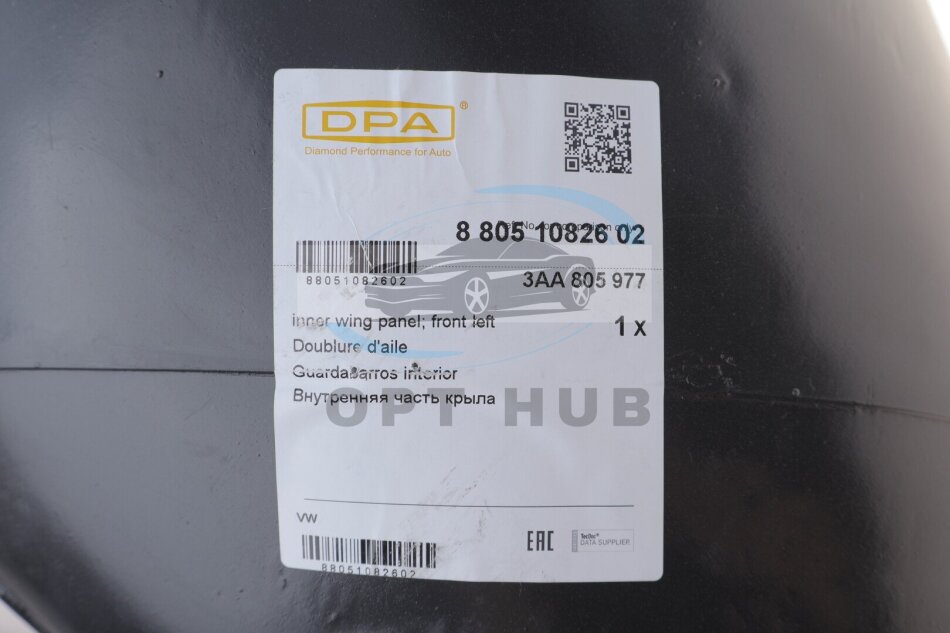 DPA®
Diamond Performance for Auto
8 805 10826 02
88051082602
3AA 805 977
inner wing panel; front left
1 x
Doublure d'aile
Guardabarros interior
Внутренняя часть крыла
OPT HUB
VW
EAC
TecDoc®
DATA SUPPLIER
88051082602